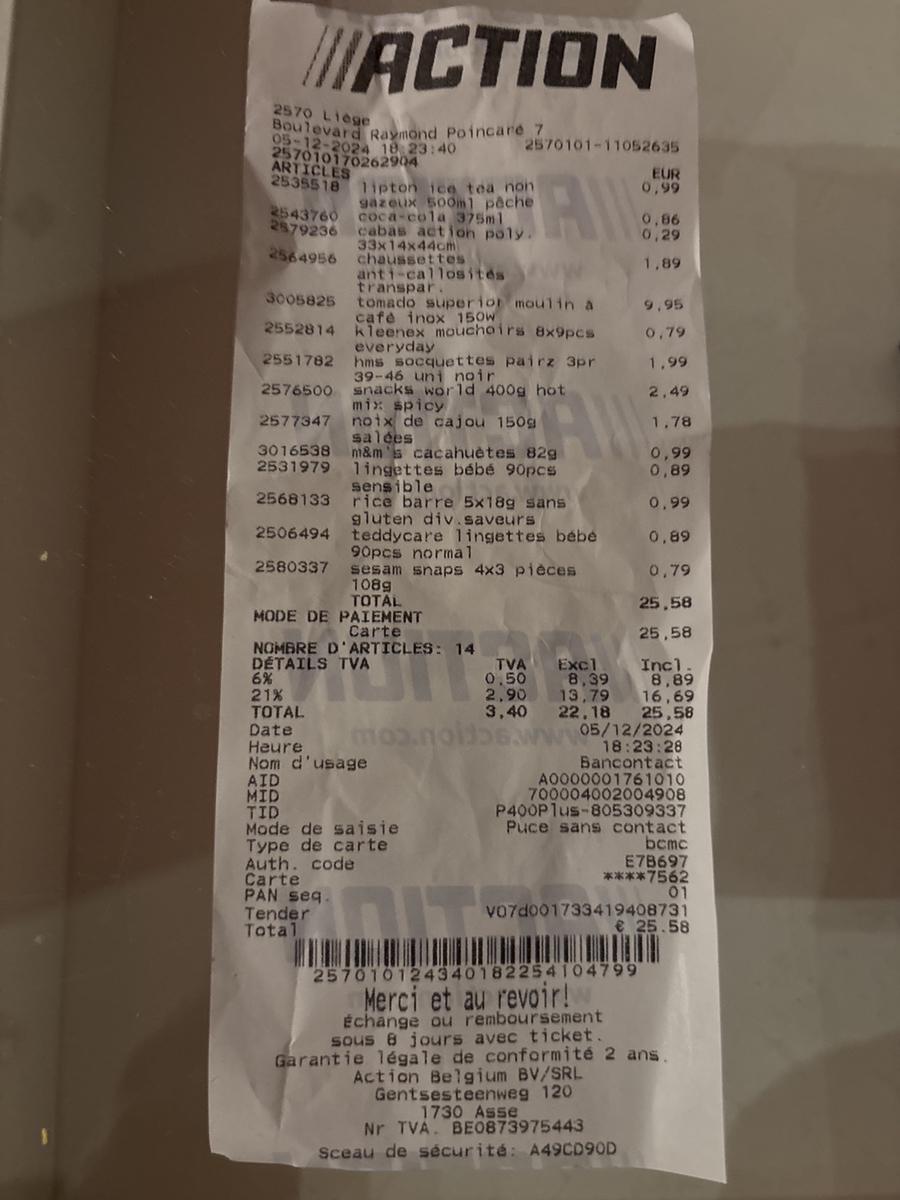 ACTION
2570 Liège
Boulevard Raymond Poincaré 7
05-12-2024 18:23:40 2570101-11052635
257010170262904
ARTICLES EUR
2535518 lipton ice tea non 0,99
gazeux 500ml pêche
2543760 coca-cola 375ml 0,86
2579236 cabas action poly. 0,29
33x14x44cm
2564956 chaussettes 1,89
anti-callosités
transpar.
3005825 tomado superior moulin à 9,95
café inox 150w
2552814 kleenex mouchoirs 8x9pcs 0,79
everyday
2551782 hms socquettes pairz 3pr 1,99
39-46 uni noir
2576500 snacks world 400g hot 2,49
mix spicy
2577347 noix de cajou 150g 1,78
salées
3016538 m&m's cacahuètes 82g 0,99
2531979 lingettes bébé 90pcs 0,89
sensible
2568133 rice barre 5x18g sans 0,99
gluten div.saveurs
2506494 teddycare lingettes bébé 0,89
90pcs normal
2580337 sesam snaps 4x3 pièces 0,79
108g
TOTAL 25,58
MODE DE PAIEMENT
Carte 25,58
NOMBRE D'ARTICLES: 14
DÉTAILS TVA TVA Excl. Incl.
6% 0,50 8,39 8,89
21% 2,90 13,79 16,69
TOTAL 3,40 22,18 25,58
Date 05/12/2024
Heure 18:23:28
Nom d'usage Bancontact
AID A0000001761010
MID 700004002004908
TID P400Plus-805309337
Mode de saisie Puce sans contact
Type de carte bcmc
Auth. code E7B697
Carte ****7562
PAN seq. 01
Tender V07d001733419408731
Total € 25.58
257010124340182254104799
Merci et au revoir!
Échange ou remboursement
sous 8 jours avec ticket.
Garantie légale de conformité 2 ans.
Action Belgium BV/SRL
Gentsesteenweg 120
1730 Asse
Nr TVA. BE0873975443
Sceau de sécurité: A49CD90D